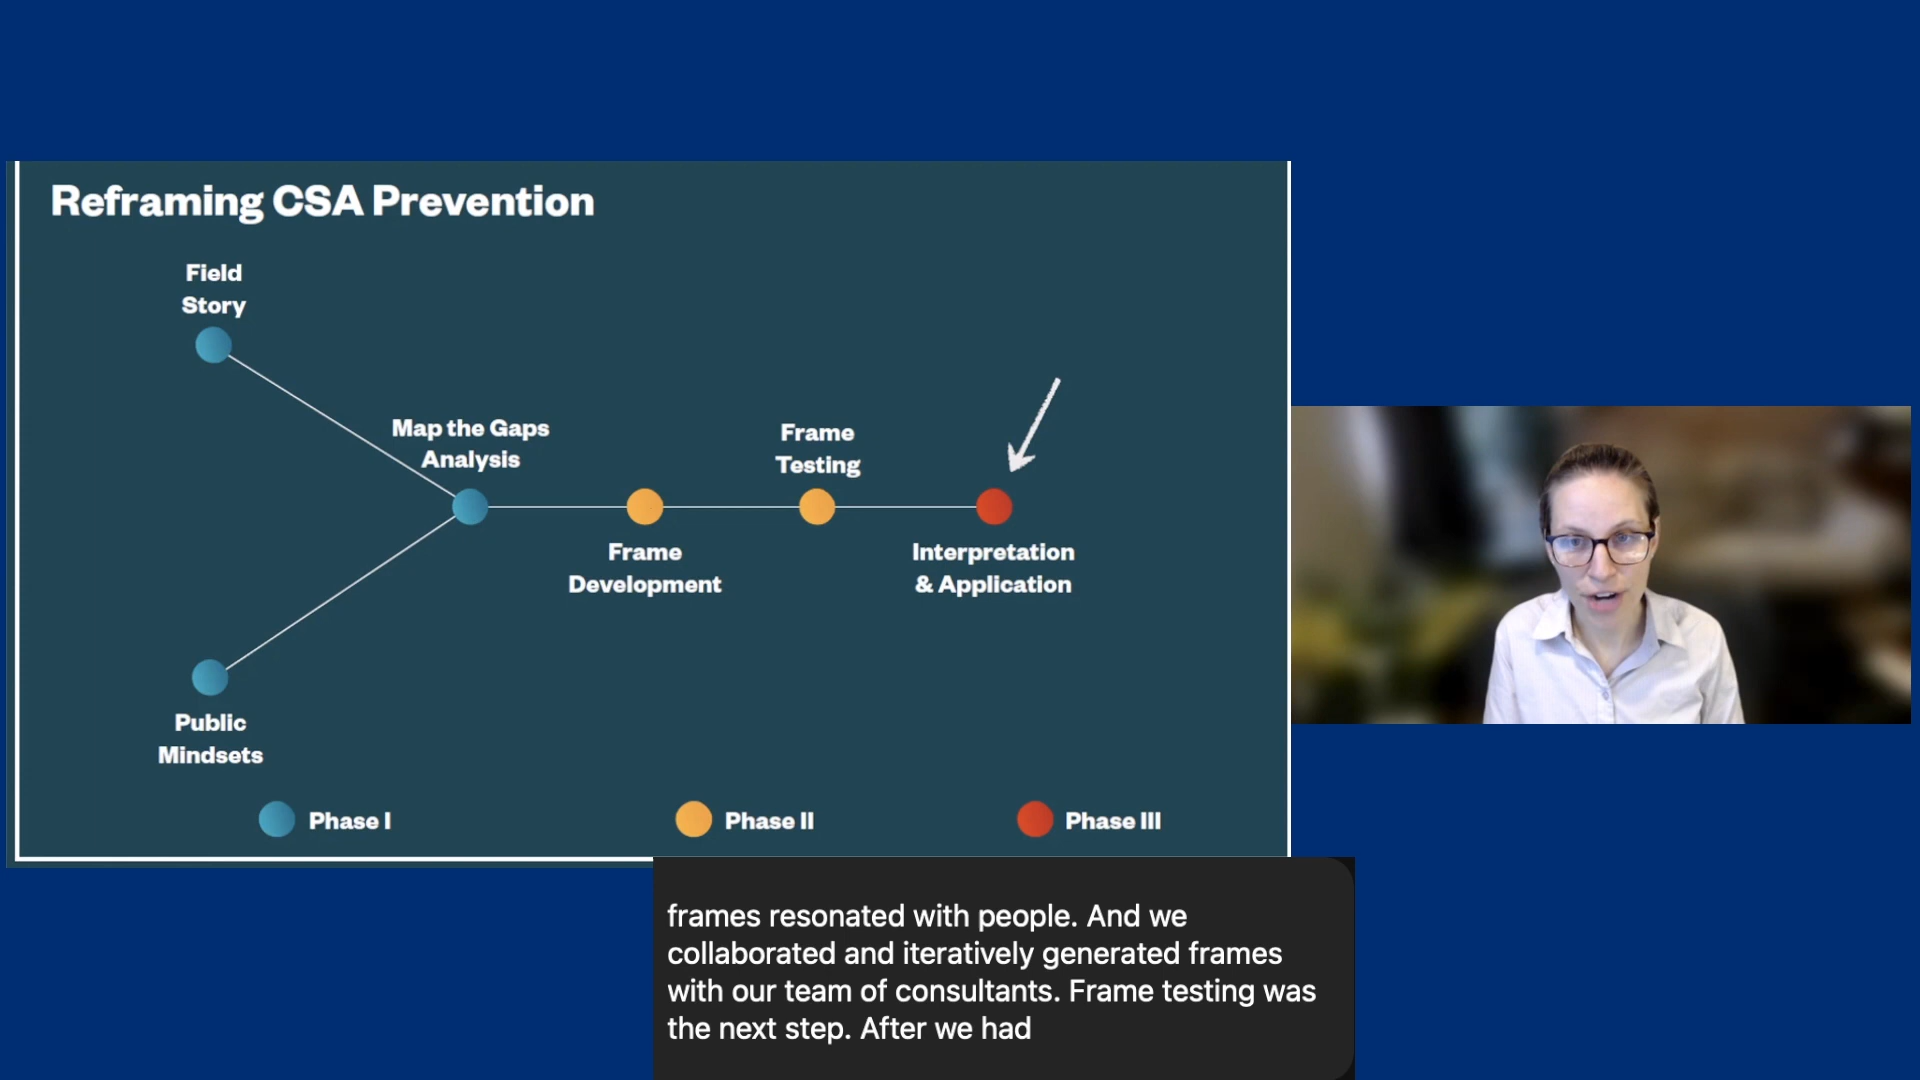 Reframing CSA Prevention
Field
Story
Map the Gaps
Analysis
Frame
Testing
Frame
Development
Interpretation
& Application
Public
Mindsets
Phase I
Phase II
Phase III
frames resonated with people. And we
collaborated and iteratively generated frames
with our team of consultants. Frame testing was
the next step. After we had